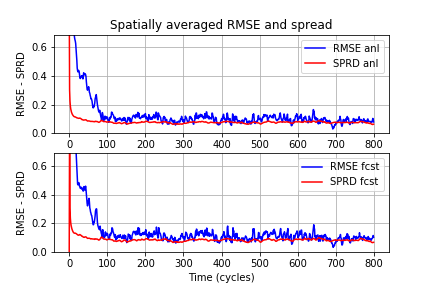 Spatially averaged RMSE and spread
RMSE - SPRD
0.6
0.4
0.2
0.0
RMSE anl
SPRD anl
0 100 200 300 400 500 600 700 800
RMSE - SPRD
0.6
0.4
0.2
0.0
RMSE fcst
SPRD fcst
0 100 200 300 400 500 600 700 800
Time (cycles)